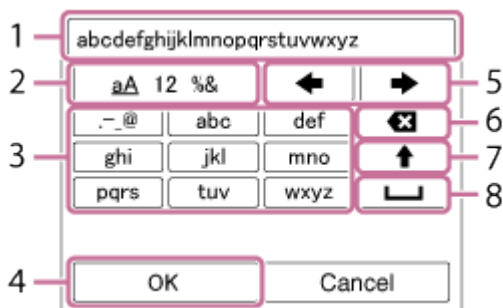 1 abcdefghijklmnopqrstuvwxyz
2 aA 12 %& 5
.-_@ abc def 6
3 ghi jkl mno 7
pqrs tuv wxyz 8
4 OK Cancel